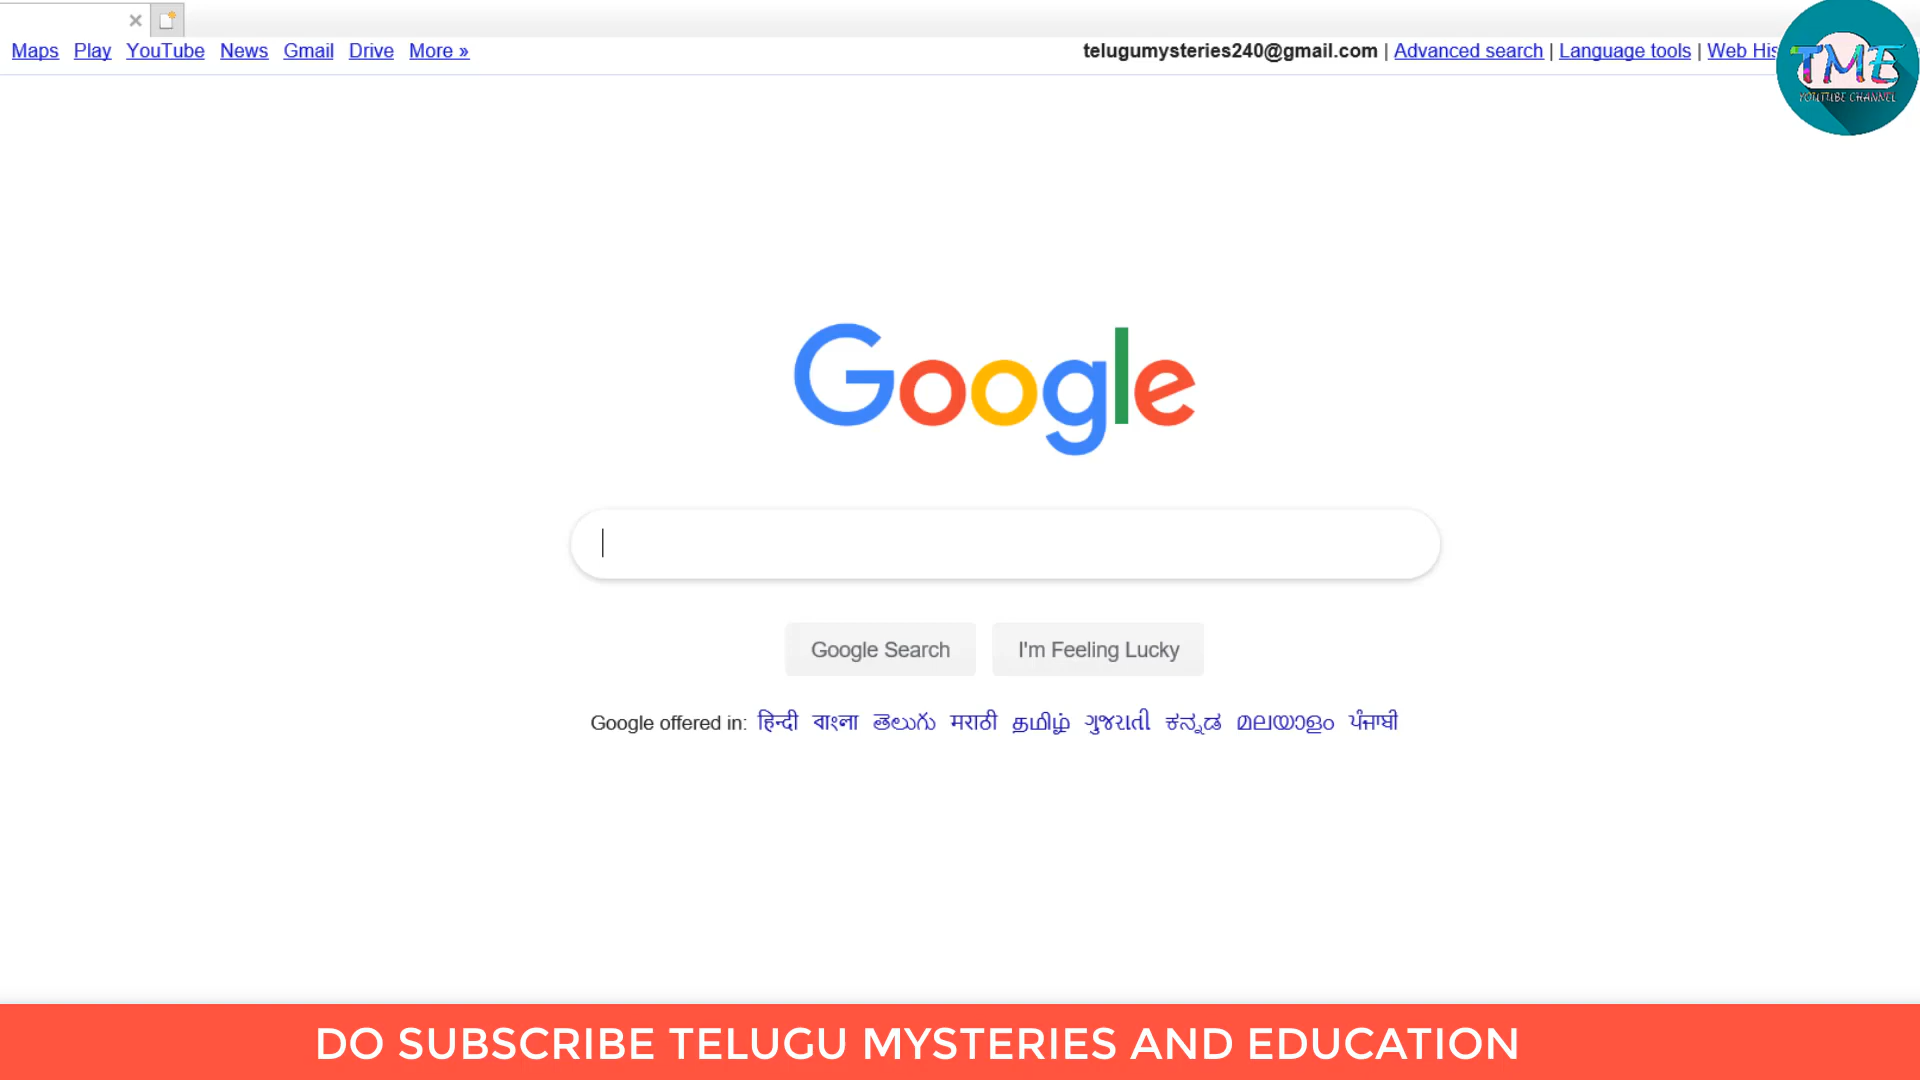 Maps Play YouTube News Gmail Drive More »
telugumysteries240@gmail.com | Advanced search | Language tools | Web His
TME
YOUTUBE CHANNEL
Google
Google Search I'm Feeling Lucky
Google offered in: हिन्दी বাংলা తెలుగు मराठी தமிழ் ગુજરાતી ಕನ್ನಡ മലയാളം ਪੰਜਾਬੀ
DO SUBSCRIBE TELUGU MYSTERIES AND EDUCATION